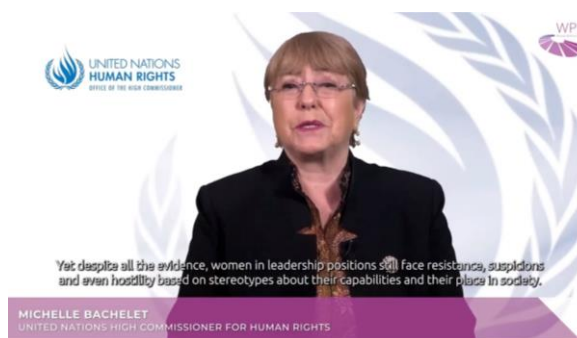 WP
UNITED NATIONS
HUMAN RIGHTS
OFFICE OF THE HIGH COMMISSIONER
Yet despite all the evidence, women in leadership positions still face resistance, suspicions
and even hostility based on stereotypes about their capabilities and their place in society.
MICHELLE BACHELET
UNITED NATIONS HIGH COMMISSIONER FOR HUMAN RIGHTS